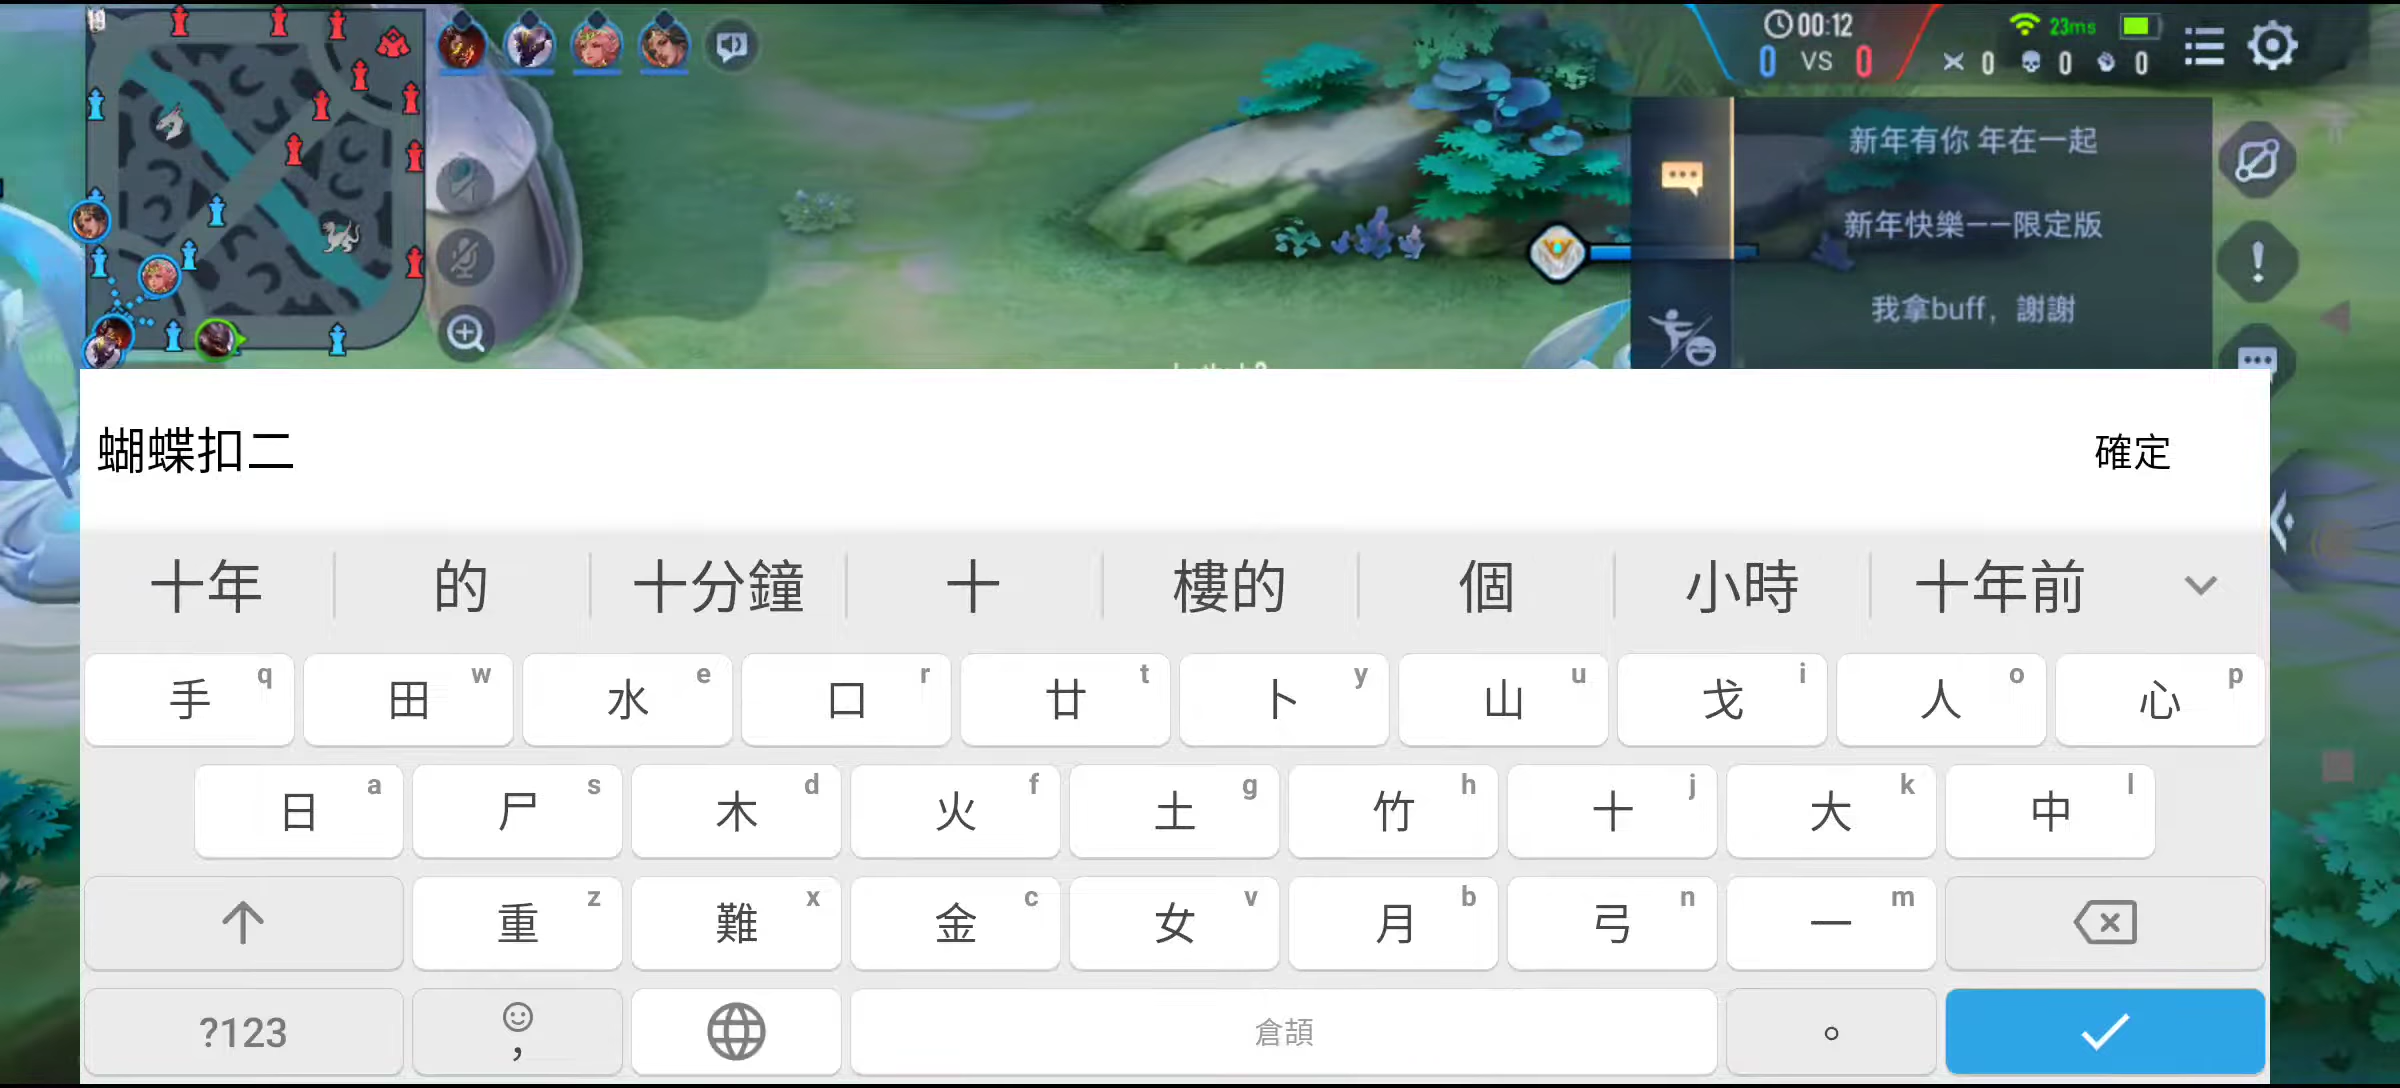 00:12
23ms
0 VS 0
0 0 0
新年有你 年在一起
新年快樂——限定版
我拿buff，謝謝
蝴蝶扣二
確定
十年 的 十分鐘 十 樓的 個 小時 十年前
手 q 田 w 水 e 口 r 廿 t 卜 y 山 u 戈 i 人 o 心 p
日 a 尸 s 木 d 火 f 土 g 竹 h 十 j 大 k 中 l
重 z 難 x 金 c 女 v 月 b 弓 n 一 m
?123 , 倉頡 。